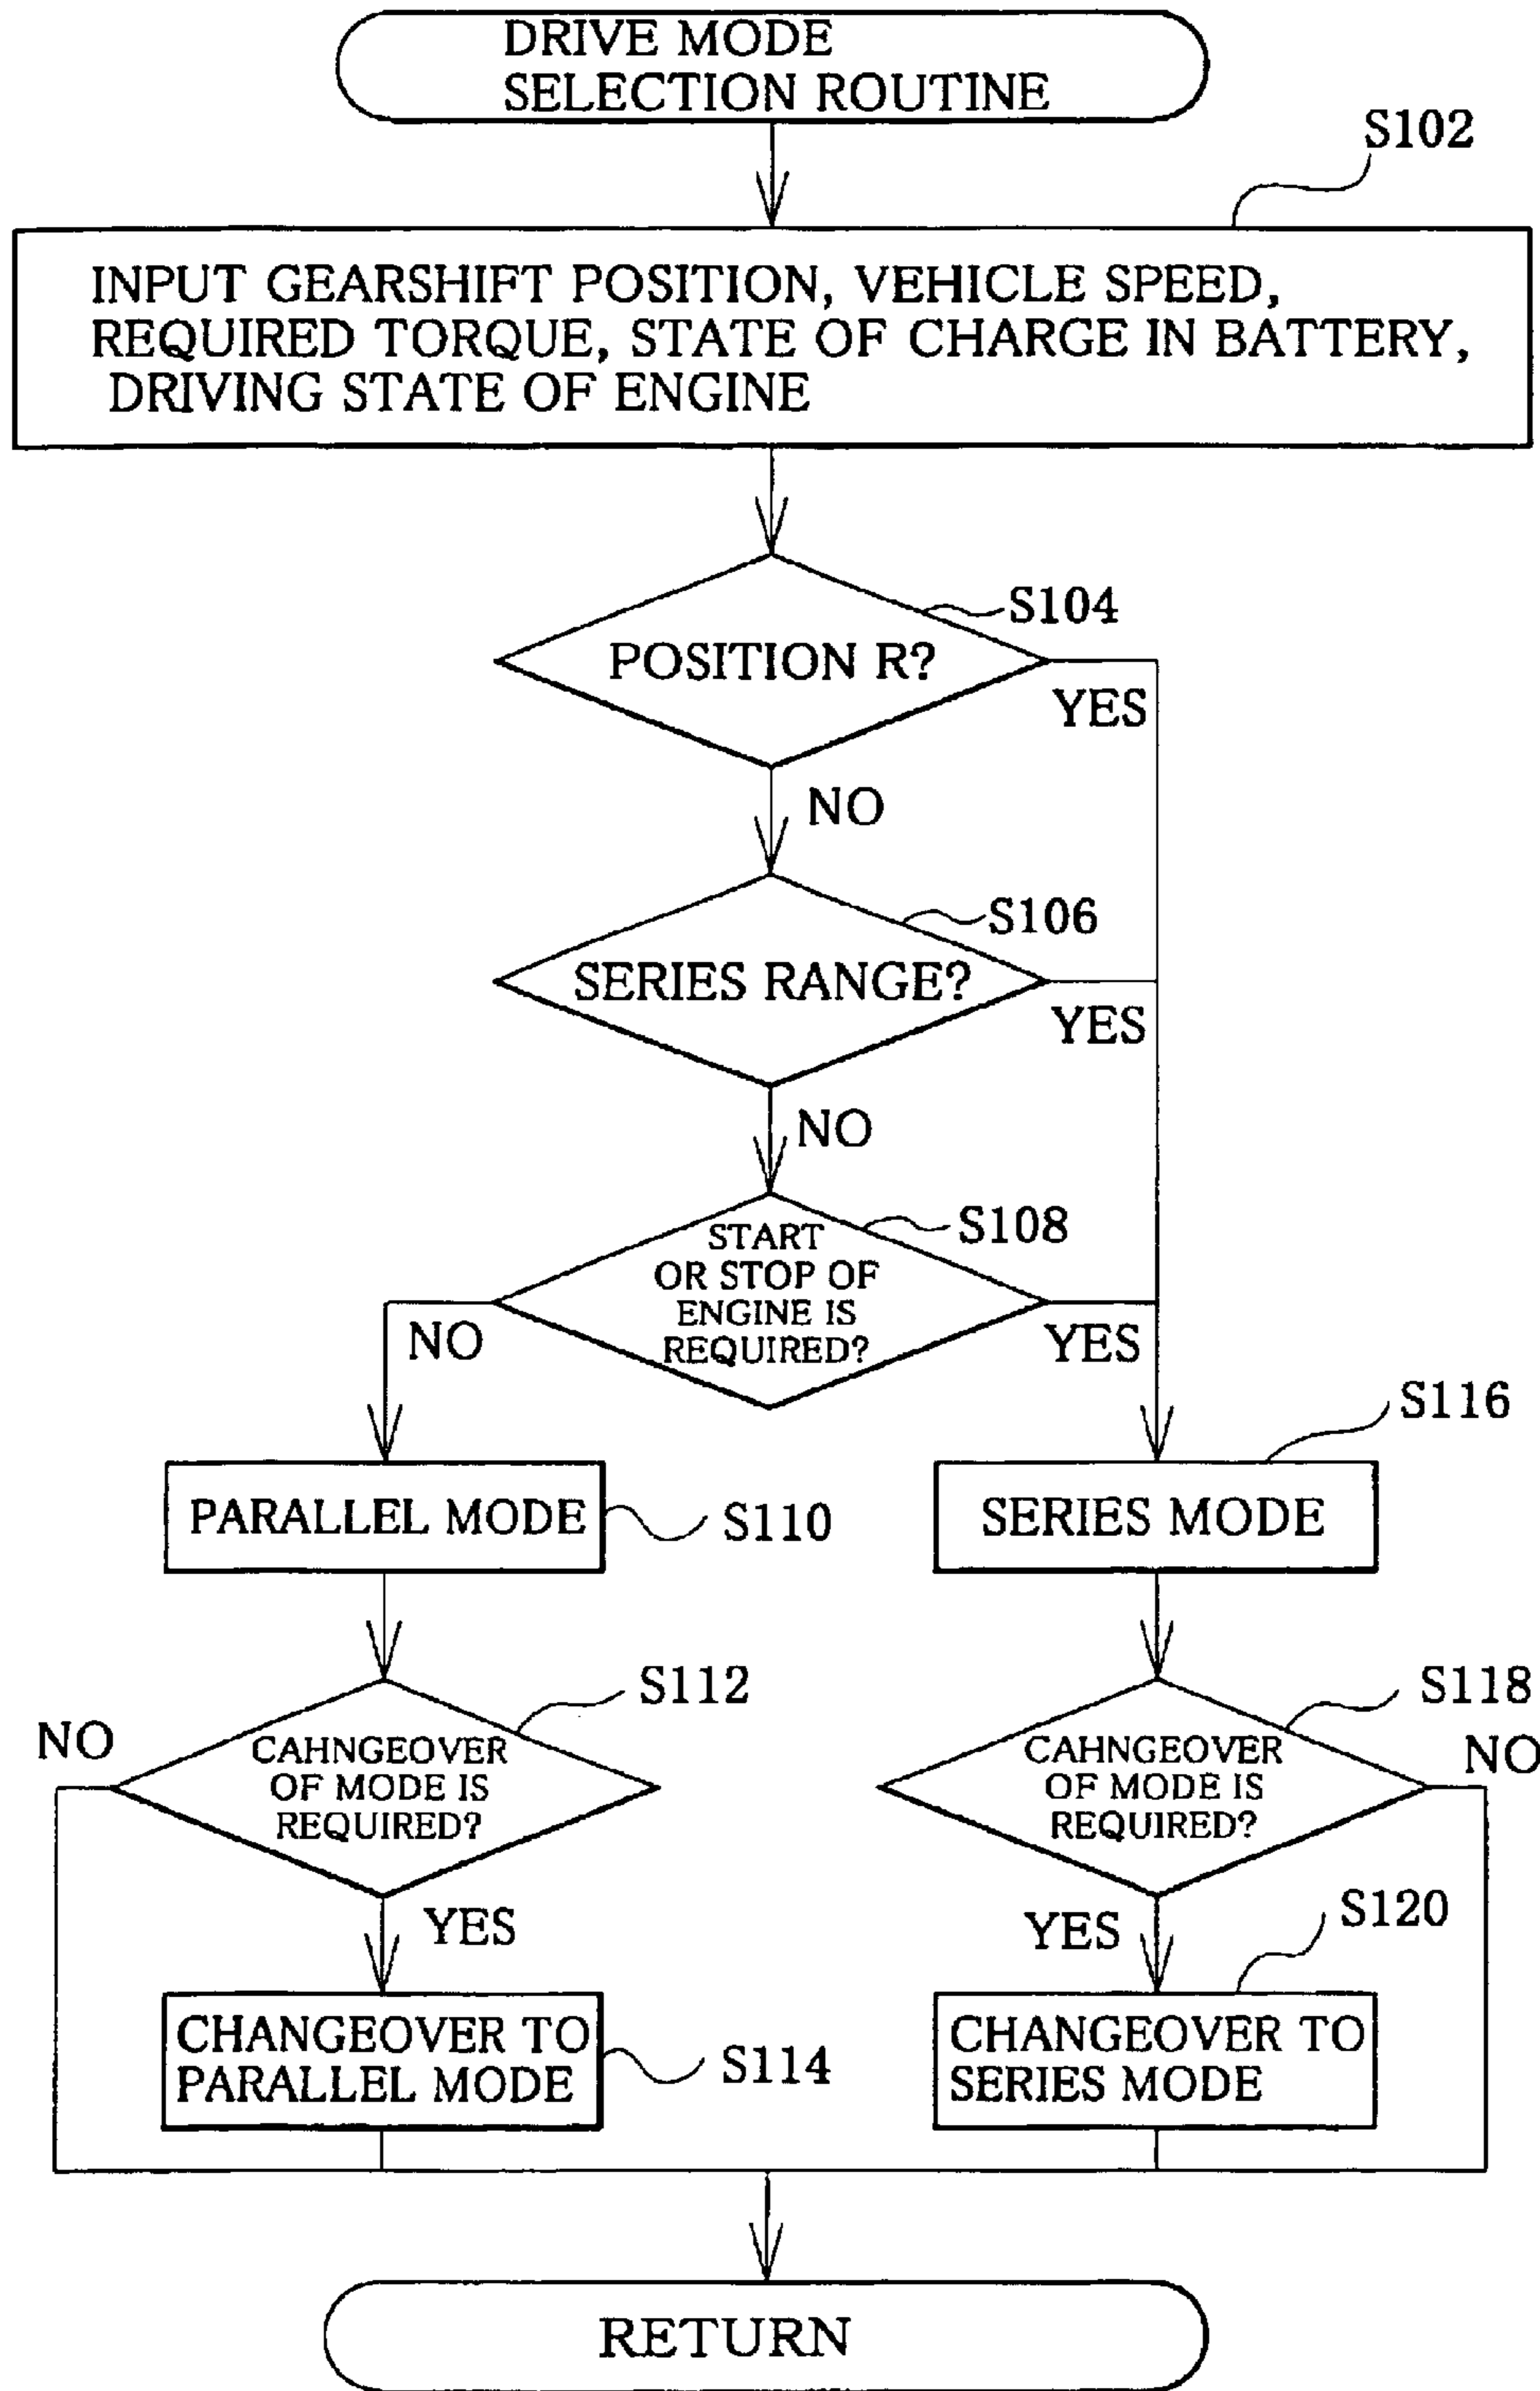 DRIVE MODE
SELECTION ROUTINE
S102
INPUT GEARSHIFT POSITION, VEHICLE SPEED,
REQUIRED TORQUE, STATE OF CHARGE IN BATTERY,
DRIVING STATE OF ENGINE
S104
POSITION R?
YES
NO
S106
SERIES RANGE?
YES
NO
S108
START
OR STOP OF
ENGINE IS
REQUIRED?
NO
YES
S116
PARALLEL MODE
S110
SERIES MODE
S112
S118
NO
CAHNGEOVER
OF MODE IS
REQUIRED?
CAHNGEOVER
OF MODE IS
REQUIRED?
NO
YES
YES
S120
CHANGEOVER TO
PARALLEL MODE
S114
CHANGEOVER TO
SERIES MODE
RETURN